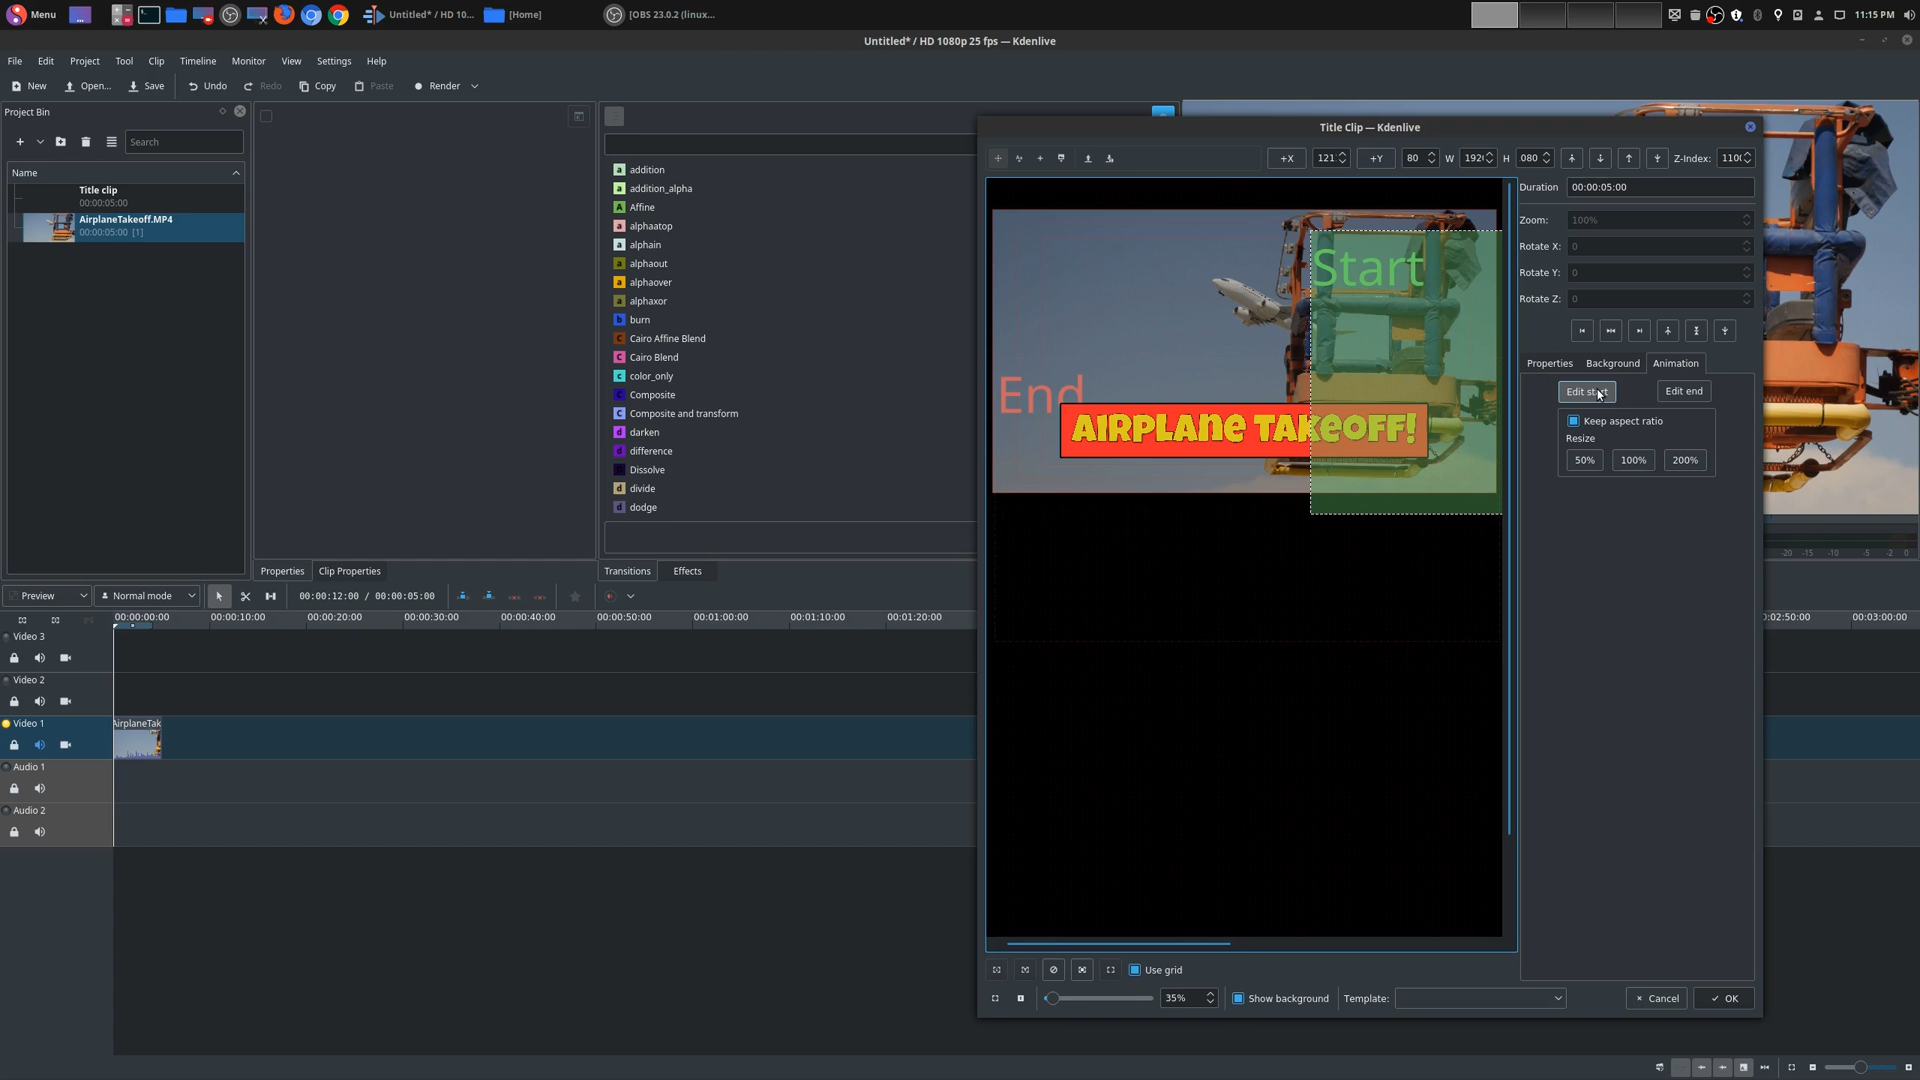 Menu
Untitled* / HD 10...
[Home]
[OBS 23.0.2 (linux...
11:15 PM
Untitled* / HD 1080p 25 fps — Kdenlive
File Edit Project Tool Clip Timeline Monitor View Settings Help
New Open... Save Undo Redo Copy Paste Render
Project Bin
Search
Name
Title clip
00:00:05:00
AirplaneTakeoff.MP4
00:00:05:00 [1]
addition
addition_alpha
Affine
alphaatop
alphain
alphaout
alphaover
alphaxor
burn
Cairo Affine Blend
Cairo Blend
color_only
Composite
Composite and transform
darken
difference
Dissolve
divide
dodge
Properties Clip Properties
Transitions Effects
Title Clip — Kdenlive
+X 121 +Y 80 W 192 H 080 Z-Index: 110
Duration 00:00:05:00
Zoom: 100%
Rotate X: 0
Rotate Y: 0
Rotate Z: 0
Properties Background Animation
Edit start Edit end
Keep aspect ratio
Resize
50% 100% 200%
Start
End
AIRPLANE TAKEOFF!
Use grid
35%
Show background
Template:
Cancel OK
-20 -15 -10 -5 -2 0
Preview Normal mode 00:00:12:00 / 00:00:05:00
00:00:00:00 00:00:10:00 00:00:20:00 00:00:30:00 00:00:40:00 00:00:50:00 00:01:00:00 00:01:10:00 00:01:20:00 0:02:50:00 00:03:00:00
Video 3
Video 2
Video 1
AirplaneTak
Audio 1
Audio 2